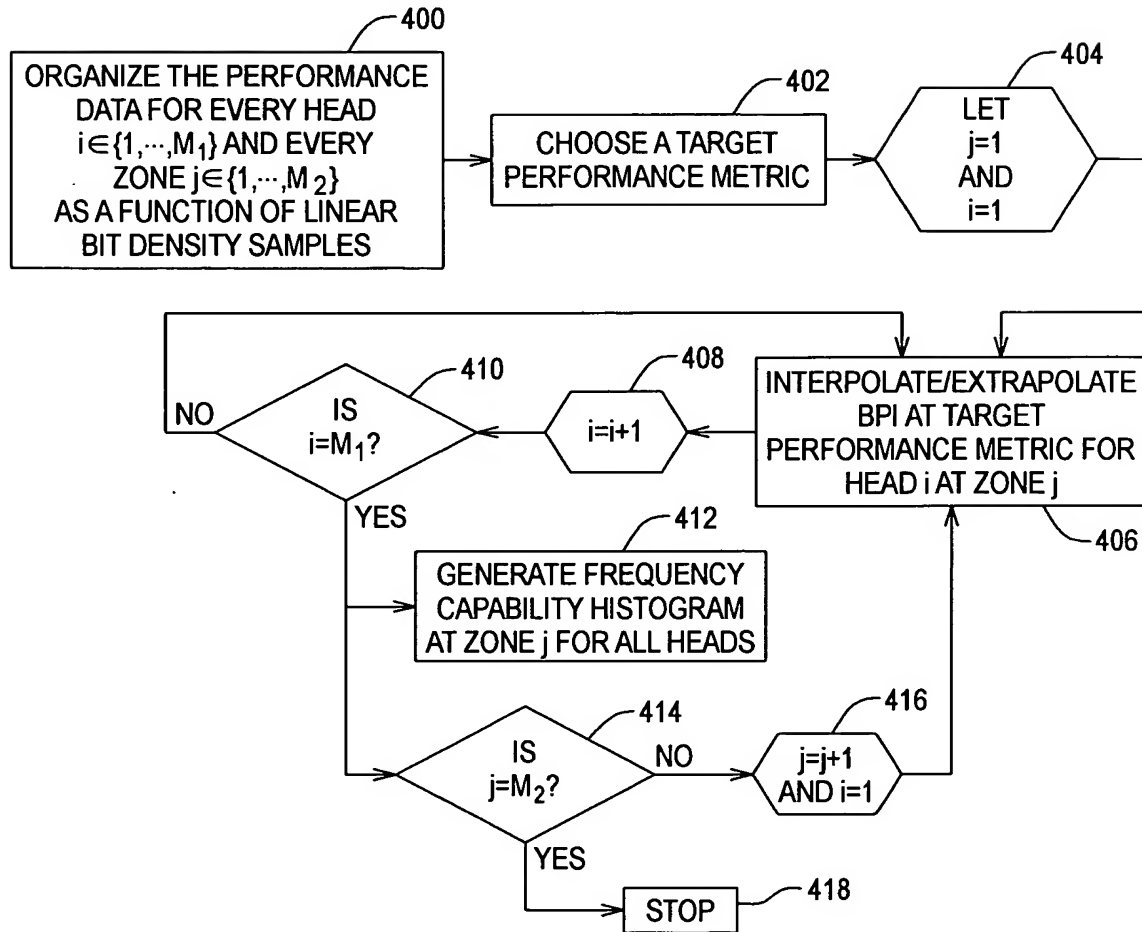 400
ORGANIZE THE PERFORMANCE
DATA FOR EVERY HEAD
i∈{1,···,M₁} AND EVERY
ZONE j∈{1,···,M₂}
AS A FUNCTION OF LINEAR
BIT DENSITY SAMPLES
402
CHOOSE A TARGET
PERFORMANCE METRIC
404
LET
j=1
AND
i=1
410
IS
i=M₁?
NO
YES
408
i=i+1
INTERPOLATE/EXTRAPOLATE
BPI AT TARGET
PERFORMANCE METRIC FOR
HEAD i AT ZONE j
406
412
GENERATE FREQUENCY
CAPABILITY HISTOGRAM
AT ZONE j FOR ALL HEADS
414
IS
j=M₂?
NO
YES
416
j=j+1
AND i=1
STOP
418